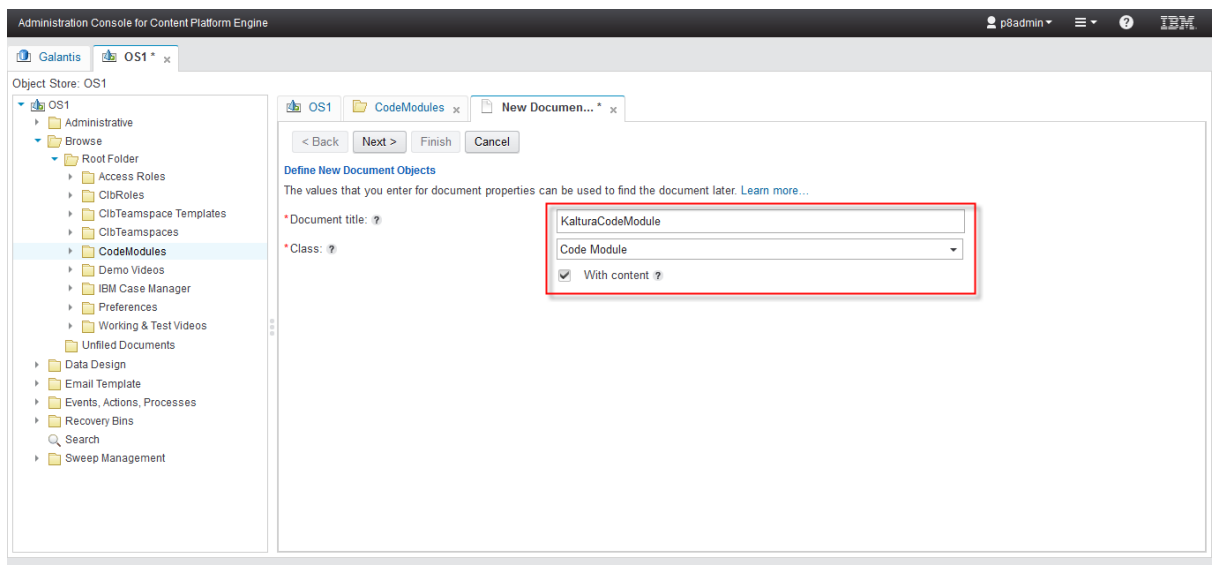 Administration Console for Content Platform Engine
p8admin
?
IBM.
Galantis
OS1 * x
Object Store: OS1
OS1
Administrative
Browse
Root Folder
Access Roles
ClbRoles
ClbTeamspace Templates
ClbTeamspaces
CodeModules
Demo Videos
IBM Case Manager
Preferences
Working & Test Videos
Unfiled Documents
Data Design
Email Template
Events, Actions, Processes
Recovery Bins
Search
Sweep Management
OS1
CodeModules x
New Documen... * x
< Back
Next >
Finish
Cancel
Define New Document Objects
The values that you enter for document properties can be used to find the document later. Learn more...
* Document title: ?
KalturaCodeModule
* Class: ?
Code Module
With content ?